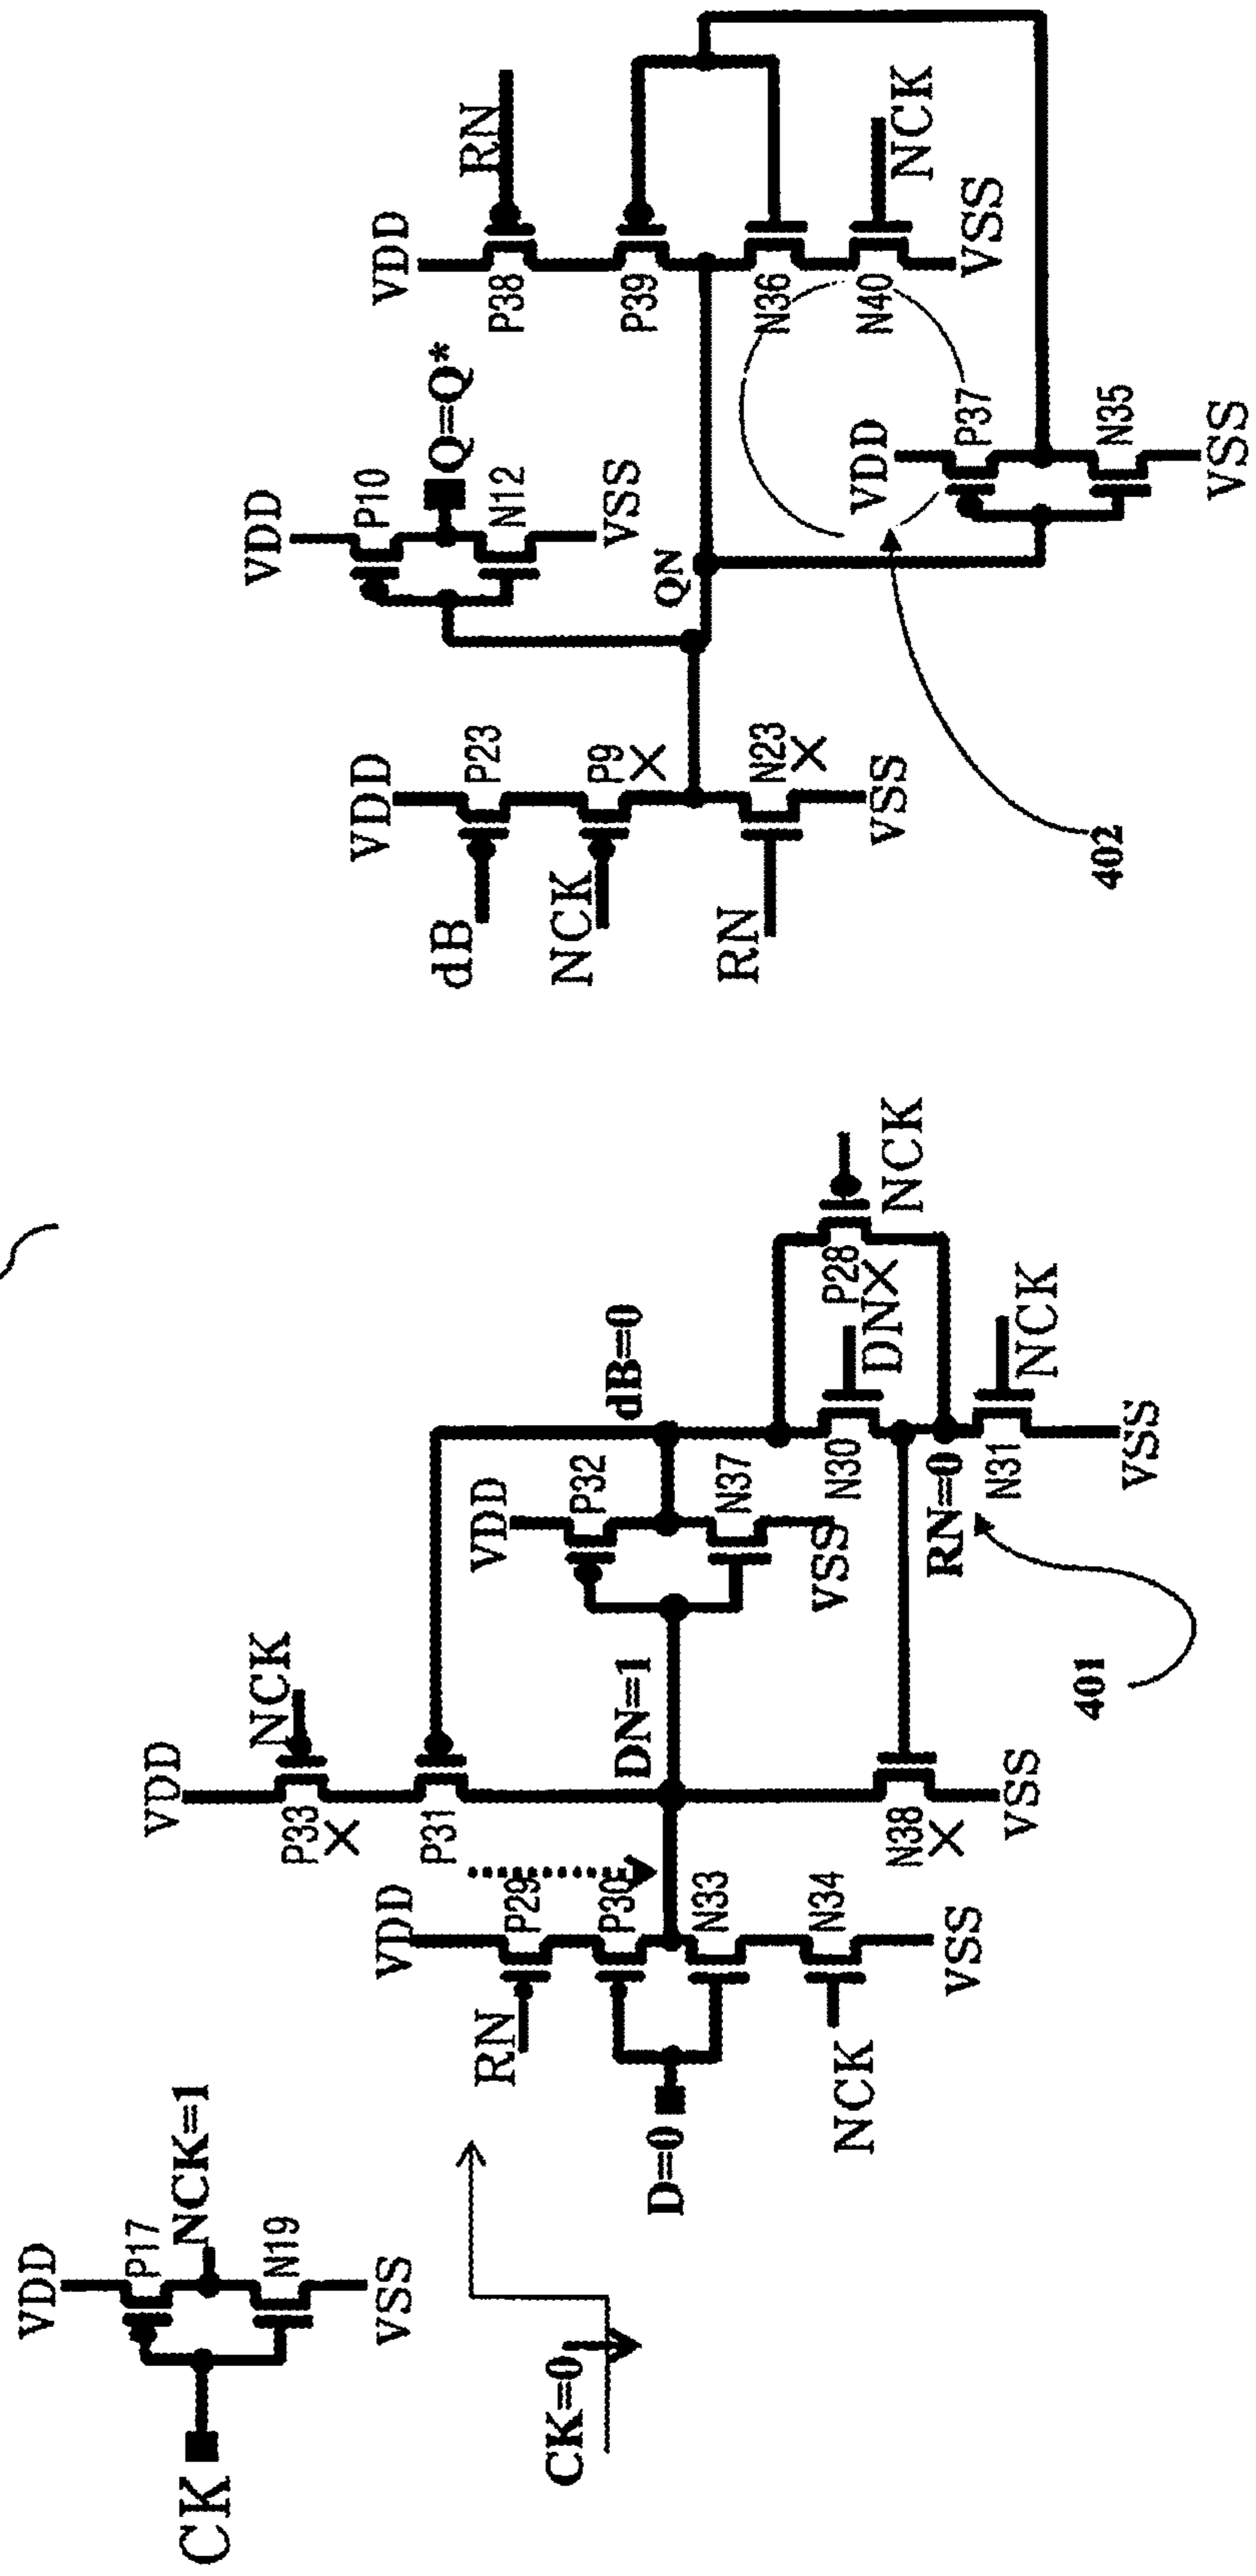 VDD
P17
NCK=1
N19
VSS
CK
CK=0
VDD
NCK
P33
X
P31
VDD
P29
RN
P30
D=0
N33
N34
NCK
VSS
DN=1
N38
X
VSS
VDD
P32
N37
VSS
dB=0
N30
DN
P28
X
NCK
RN=0
N31
NCK
VSS
401
VDD
P23
dB
P9
X
NCK
N23
X
RN
VSS
VDD
P10
Q=Q*
N12
VSS
QN
VDD
P38
RN
P39
N36
N40
NCK
VSS
VDD
P37
N35
VSS
402